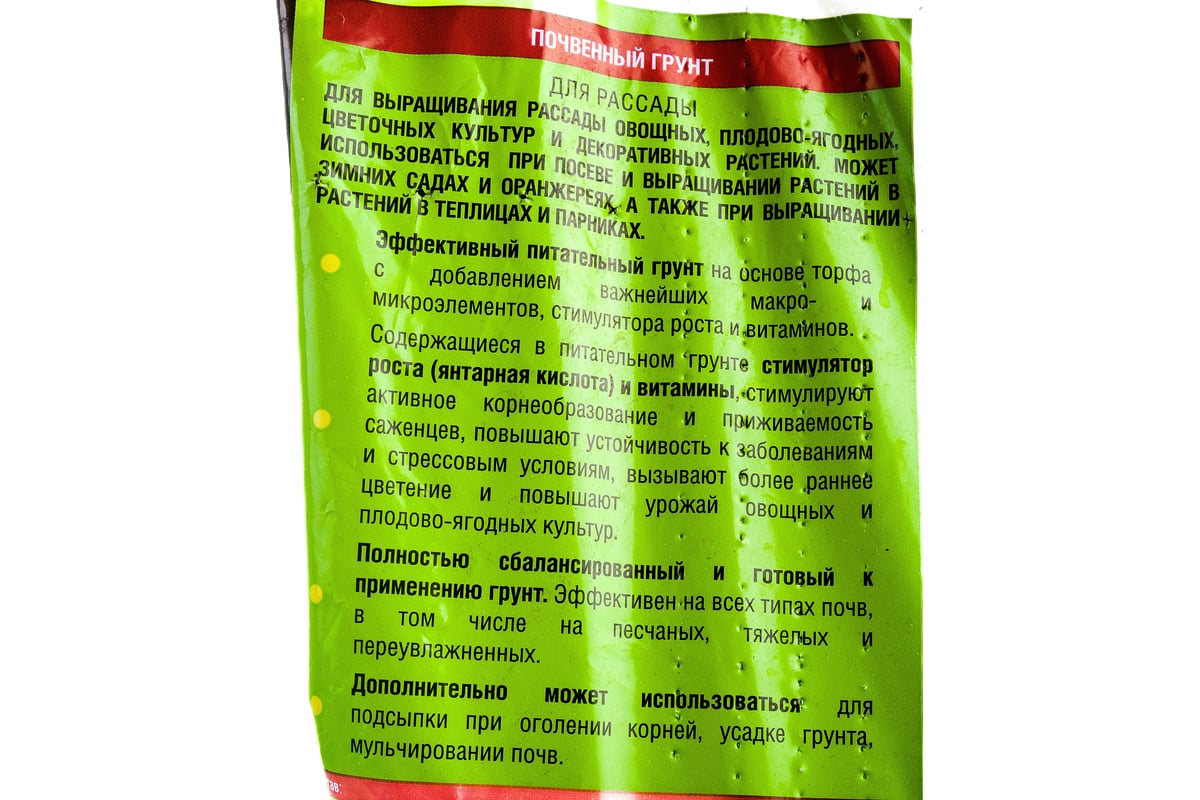 ПОЧВЕННЫЙ ГРУНТ
ДЛЯ РАССАДЫ
ДЛЯ ВЫРАЩИВАНИЯ РАССАДЫ ОВОЩНЫХ, ПЛОДОВО-ЯГОДНЫХ,
ЦВЕТОЧНЫХ КУЛЬТУР И ДЕКОРАТИВНЫХ РАСТЕНИЙ. МОЖЕТ
ИСПОЛЬЗОВАТЬСЯ ПРИ ПОСЕВЕ И ВЫРАЩИВАНИИ РАСТЕНИЙ В
ЗИМНИХ САДАХ И ОРАНЖЕРЕЯХ, А ТАКЖЕ ПРИ ВЫРАЩИВАНИИ
РАСТЕНИЙ В ТЕПЛИЦАХ И ПАРНИКАХ.
Эффективный питательный грунт на основе торфа
с добавлением важнейших макро- и
микроэлементов, стимулятора роста и витаминов.
Содержащиеся в питательном грунте стимулятор
роста (янтарная кислота) и витамины, стимулируют
активное корнеобразование и приживаемость
саженцев, повышают устойчивость к заболеваниям
и стрессовым условиям, вызывают более раннее
цветение и повышают урожай овощных и
плодово-ягодных культур.
Полностью сбалансированный и готовый к
применению грунт. Эффективен на всех типах почв,
в том числе на песчаных, тяжелых и
переувлажненных.
Дополнительно может использоваться для
подсыпки при оголении корней, усадке грунта,
мульчировании почв.